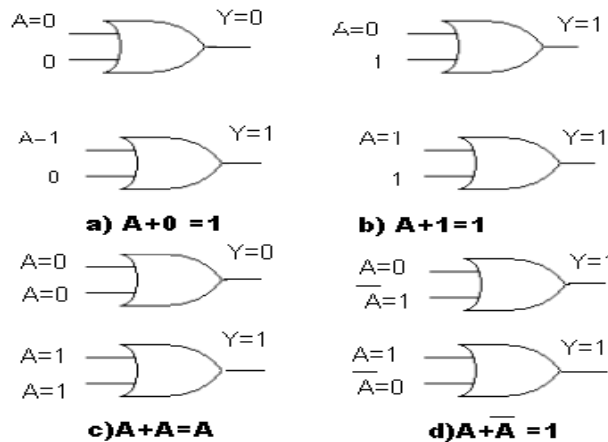 A=0 Y=0
0
A=0 Y=1
1
A=1 Y=1
0
A=1 Y=1
1
a) A+0 =1
b) A+1=1
A=0 Y=0
A=0
A=0 Y=1
A̅=1
A=1 Y=1
A=1
A=1 Y=1
A̅=0
c)A+A=A
d)A+A̅ =1